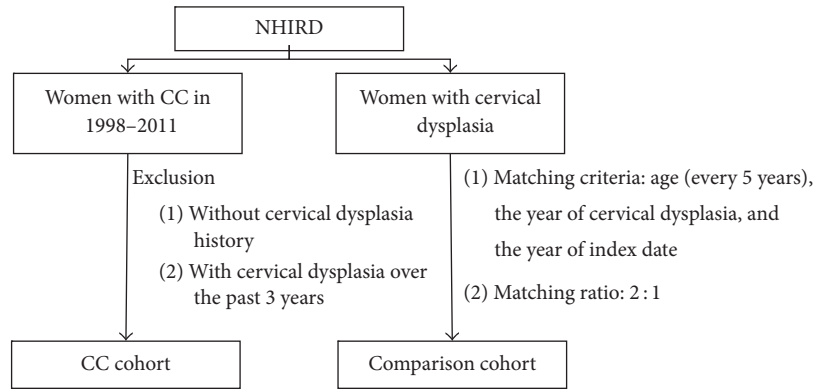 NHIRD
Women with CC in
1998–2011
Women with cervical
dysplasia
Exclusion
(1) Without cervical dysplasia
history
(2) With cervical dysplasia over
the past 3 years
(1) Matching criteria: age (every 5 years),
the year of cervical dysplasia, and
the year of index date
(2) Matching ratio: 2 : 1
CC cohort
Comparison cohort